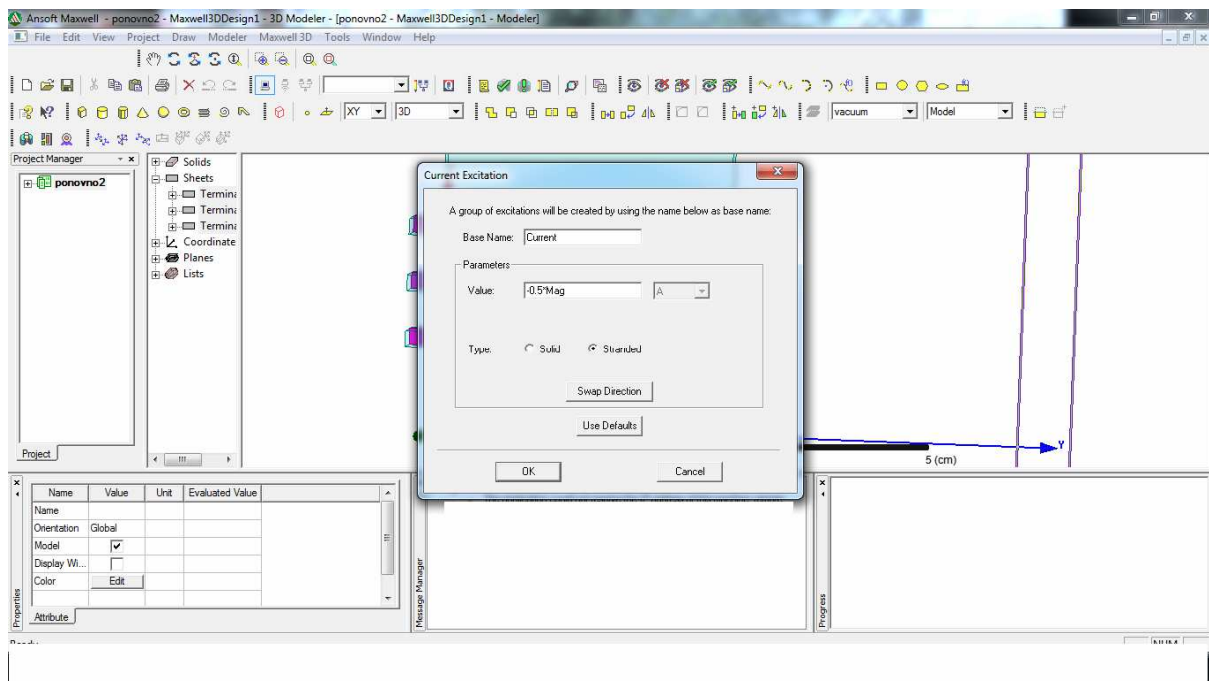 Ansoft Maxwell - ponovno2 - Maxwell3DDesign1 - 3D Modeler - [ponovno2 - Maxwell3DDesign1 - Modeler]
File Edit View Project Draw Modeler Maxwell 3D Tools Window Help
XY 3D vacuum Model
Project Manager
ponovno2
Project
Solids
Sheets
Termina
Termina
Termina
Coordinate
Planes
Lists
Current Excitation
A group of excitations will be created by using the name below as base name:
Base Name: Current
Parameters
Value: -0.5*Mag A
Type: Solid Stranded
Swap Direction
Use Defaults
OK Cancel
Y
5 (cm)
Name Value Unit Evaluated Value
Name
Orientation Global
Model
Display Wi...
Color Edit
Attribute
Properties
Message Manager
Progress
Ready
NUM